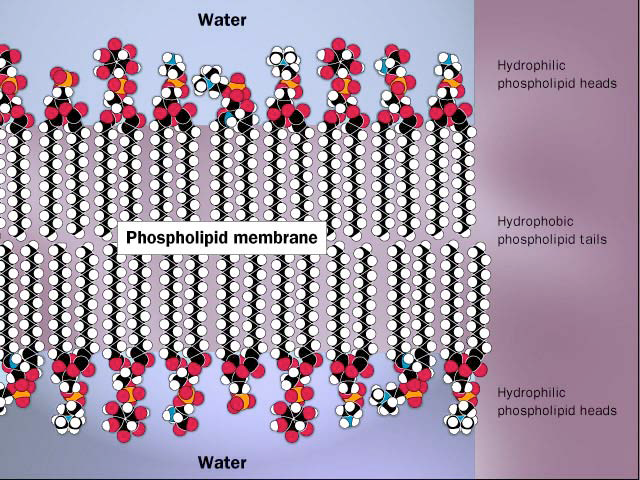 Water
Hydrophilic
phospholipid heads
Hydrophobic
phospholipid tails
Phospholipid membrane
Hydrophilic
phospholipid heads
Water